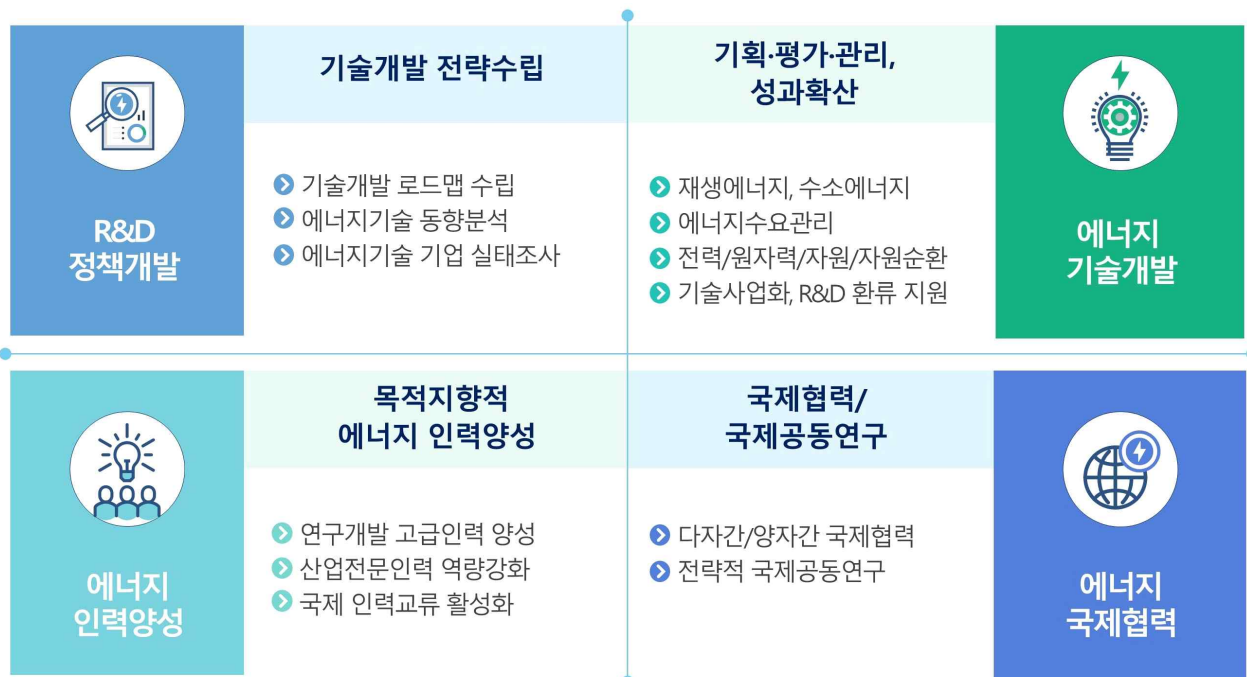 R&D
정책개발
기술개발 전략수립
기술개발 로드맵 수립
에너지기술 동향분석
에너지기술 기업 실태조사
기획·평가·관리,
성과확산
재생에너지, 수소에너지
에너지수요관리
전력/원자력/자원/자원순환
기술사업화, R&D 환류 지원
에너지
기술개발
에너지
인력양성
목적지향적
에너지 인력양성
연구개발 고급인력 양성
산업전문인력 역량강화
국제 인력교류 활성화
국제협력/
국제공동연구
다자간/양자간 국제협력
전략적 국제공동연구
에너지
국제협력